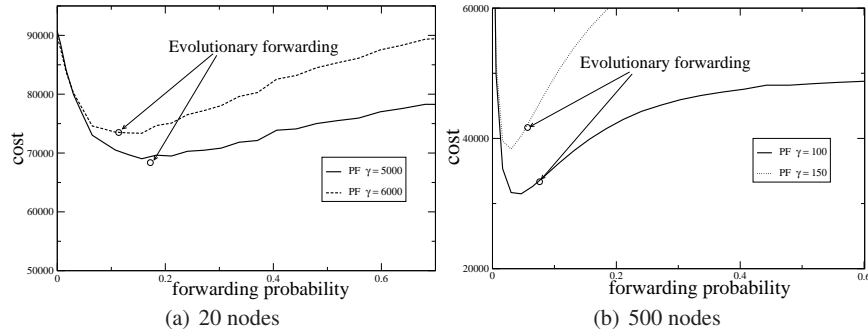 90000
80000
70000
60000
50000
cost
Evolutionary forwarding
PF γ = 5000
PF γ = 6000
0
0.2
0.4
0.6
forwarding probability
(a) 20 nodes
60000
40000
20000
cost
Evolutionary forwarding
PF γ = 100
PF γ = 150
0
0.2
0.4
0.6
forwarding probability
(b) 500 nodes